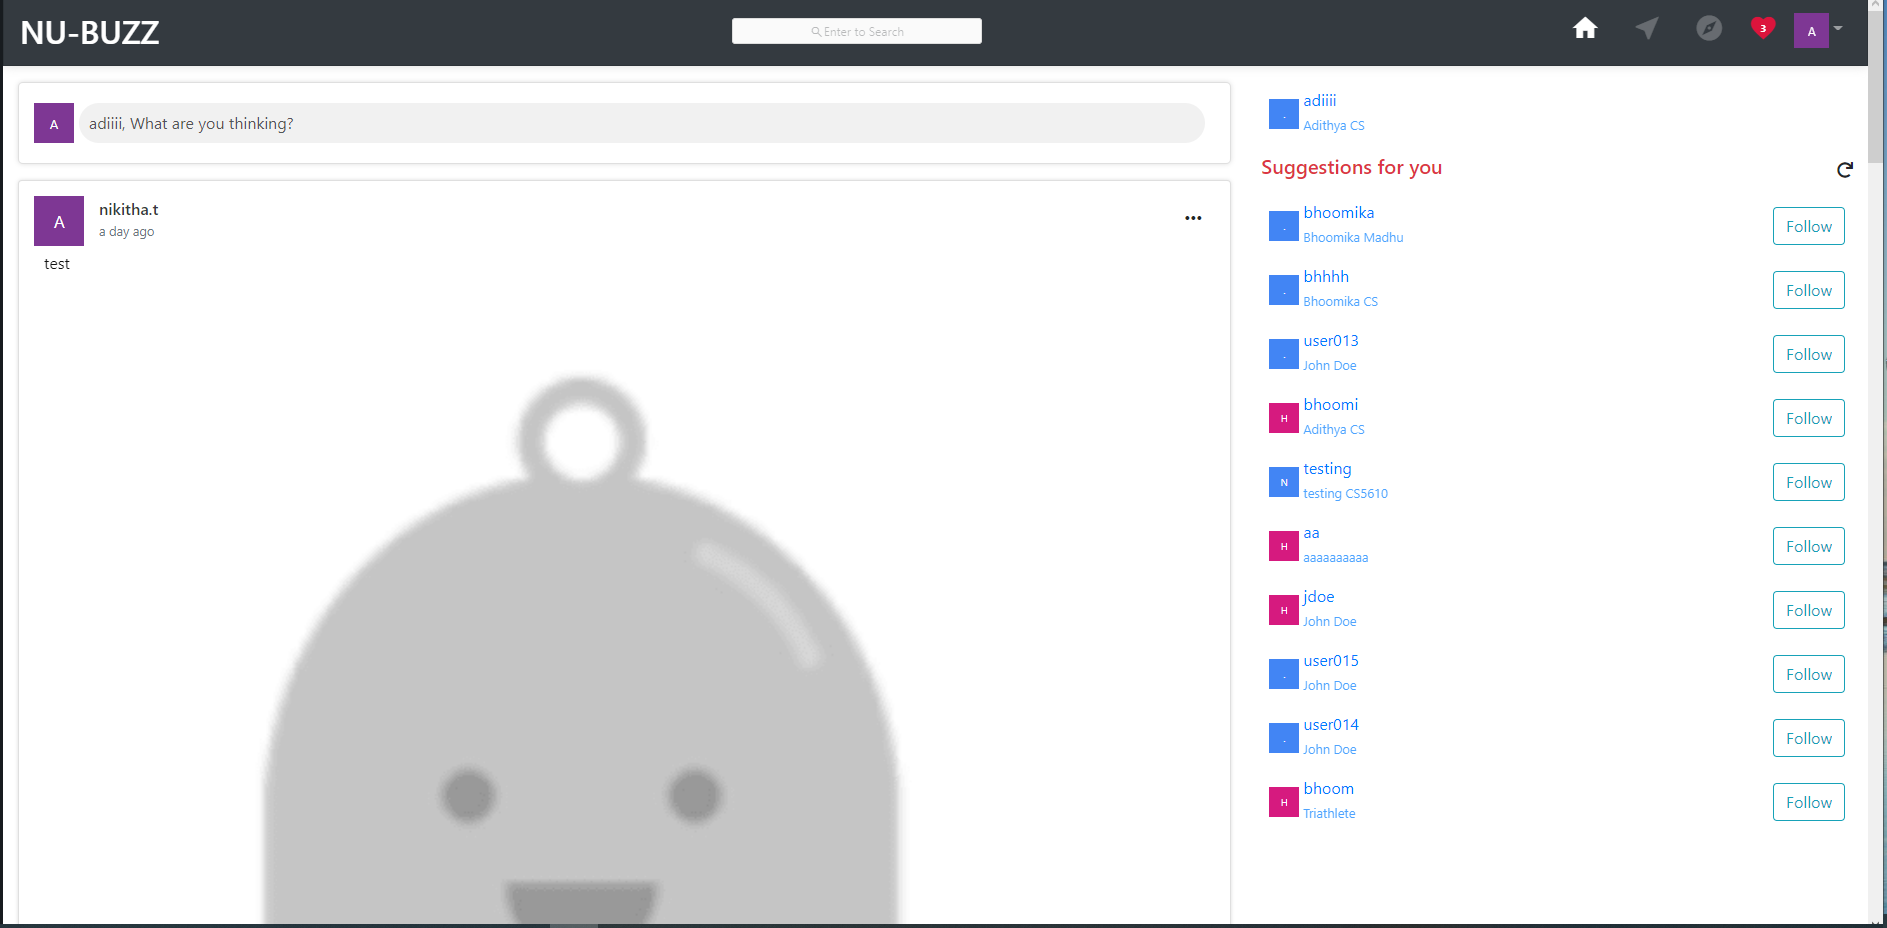 NU-BUZZ
Enter to Search
3
A
A
adiiii, What are you thinking?
A
nikitha.t
a day ago
test
.
adiiii
Adithya CS
Suggestions for you
.
bhoomika
Bhoomika Madhu
Follow
.
bhhhh
Bhoomika CS
Follow
.
user013
John Doe
Follow
H
bhoomi
Adithya CS
Follow
N
testing
testing CS5610
Follow
H
aa
aaaaaaaaaa
Follow
H
jdoe
John Doe
Follow
.
user015
John Doe
Follow
.
user014
John Doe
Follow
H
bhoom
Triathlete
Follow